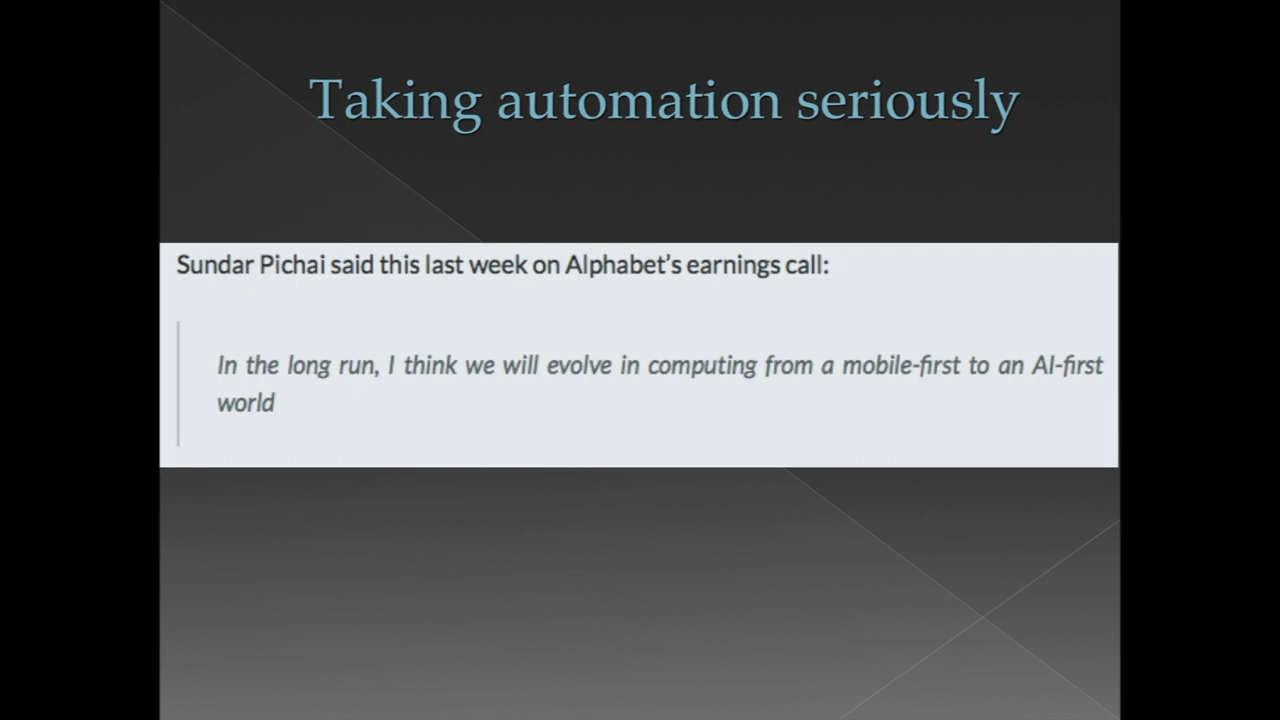 Taking automation seriously
Sundar Pichai said this last week on Alphabet's earnings call:
In the long run, I think we will evolve in computing from a mobile-first to an AI-first
world